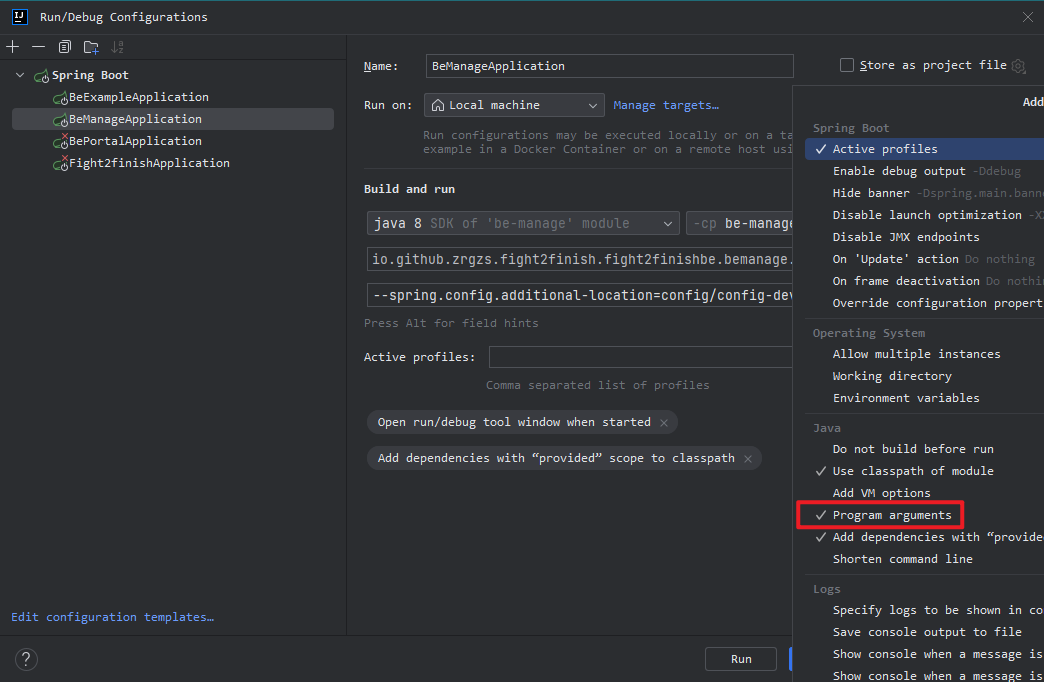 Run/Debug Configurations
Spring Boot
BeExampleApplication
BeManageApplication
BePortalApplication
Fight2finishApplication
Edit configuration templates…
?
Name:
BeManageApplication
Store as project file
Run on:
Local machine
Manage targets…
Run configurations may be executed locally or on a ta
example in a Docker Container or on a remote host usi
Build and run
java 8 SDK of 'be-manage' module
-cp be-manage
io.github.zrgzs.fight2finish.fight2finishbe.bemanage.
--spring.config.additional-location=config/config-dev
Press Alt for field hints
Active profiles:
Comma separated list of profiles
Open run/debug tool window when started
Add dependencies with “provided” scope to classpath
Run
Add
Spring Boot
Active profiles
Enable debug output -Ddebug
Hide banner -Dspring.main.bann
Disable launch optimization -X
Disable JMX endpoints
On 'Update' action Do nothing
On frame deactivation Do nothi
Override configuration propert
Operating System
Allow multiple instances
Working directory
Environment variables
Java
Do not build before run
Use classpath of module
Add VM options
Program arguments
Add dependencies with “provide
Shorten command line
Logs
Specify logs to be shown in co
Save console output to file
Show console when a message is
Show console when a message is